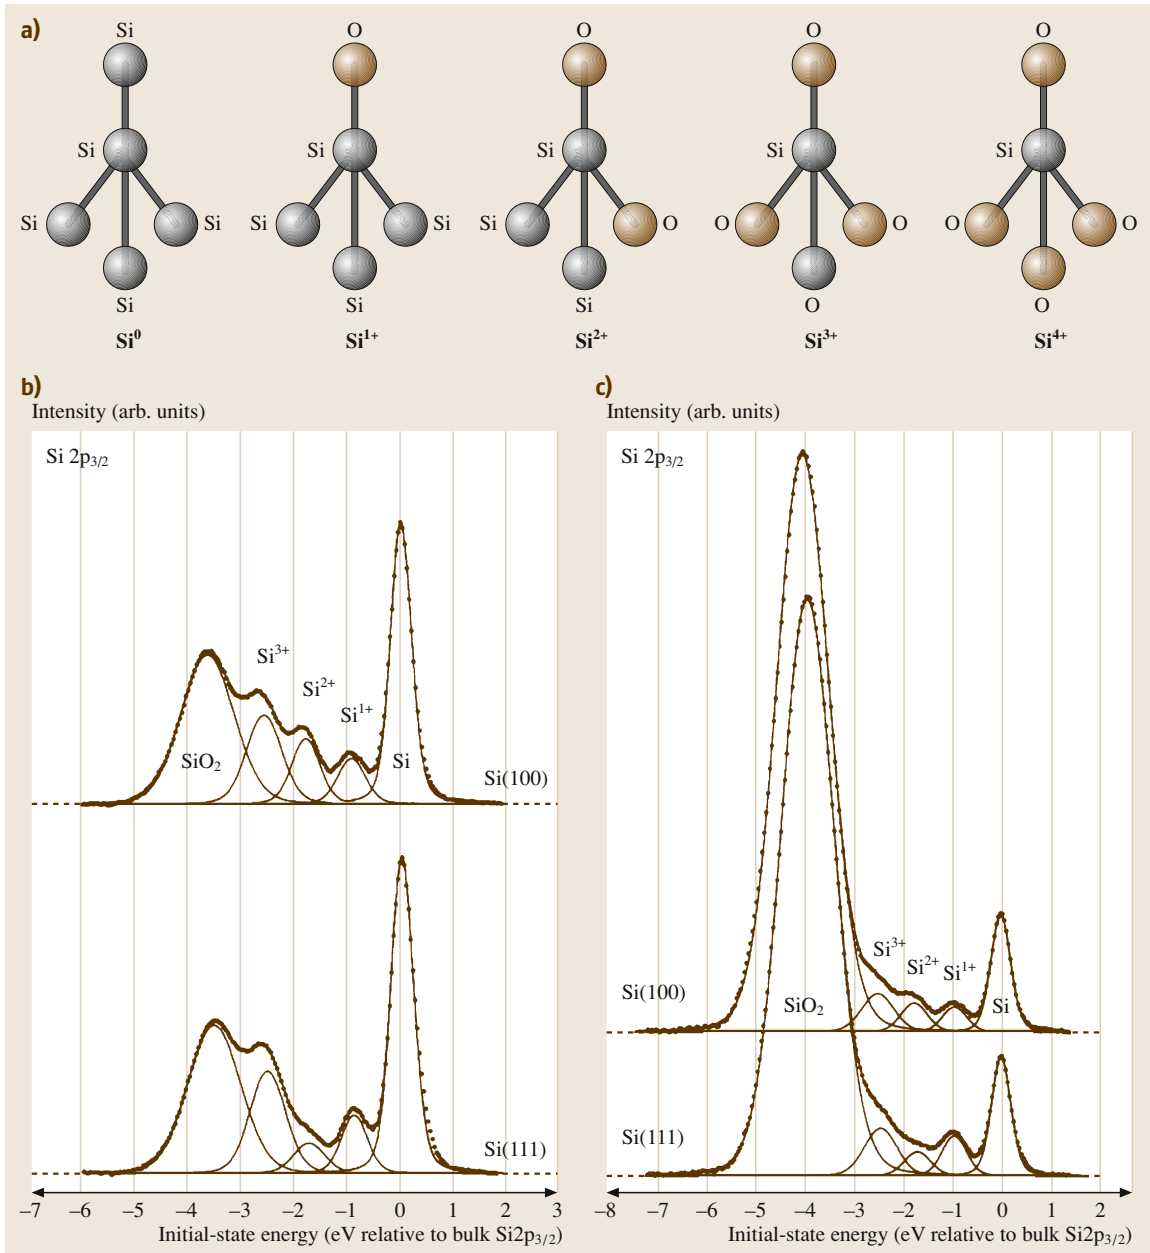 a)
Si O O O O
Si Si Si Si Si
Si Si Si Si Si O O O O O
Si Si Si O O
Si⁰ Si¹⁺ Si²⁺ Si³⁺ Si⁴⁺
b)
Intensity (arb. units)
Si 2p₃/₂
Si³⁺
Si²⁺
Si¹⁺
SiO₂ Si
Si(100)
Si(111)
–7 –6 –5 –4 –3 –2 –1 0 1 2 3
Initial-state energy (eV relative to bulk Si2p₃/₂)
c)
Intensity (arb. units)
Si 2p₃/₂
Si³⁺
Si²⁺
Si¹⁺
Si(100)
SiO₂ Si
Si(111)
–8 –7 –6 –5 –4 –3 –2 –1 0 1 2
Initial-state energy (eV relative to bulk Si2p₃/₂)